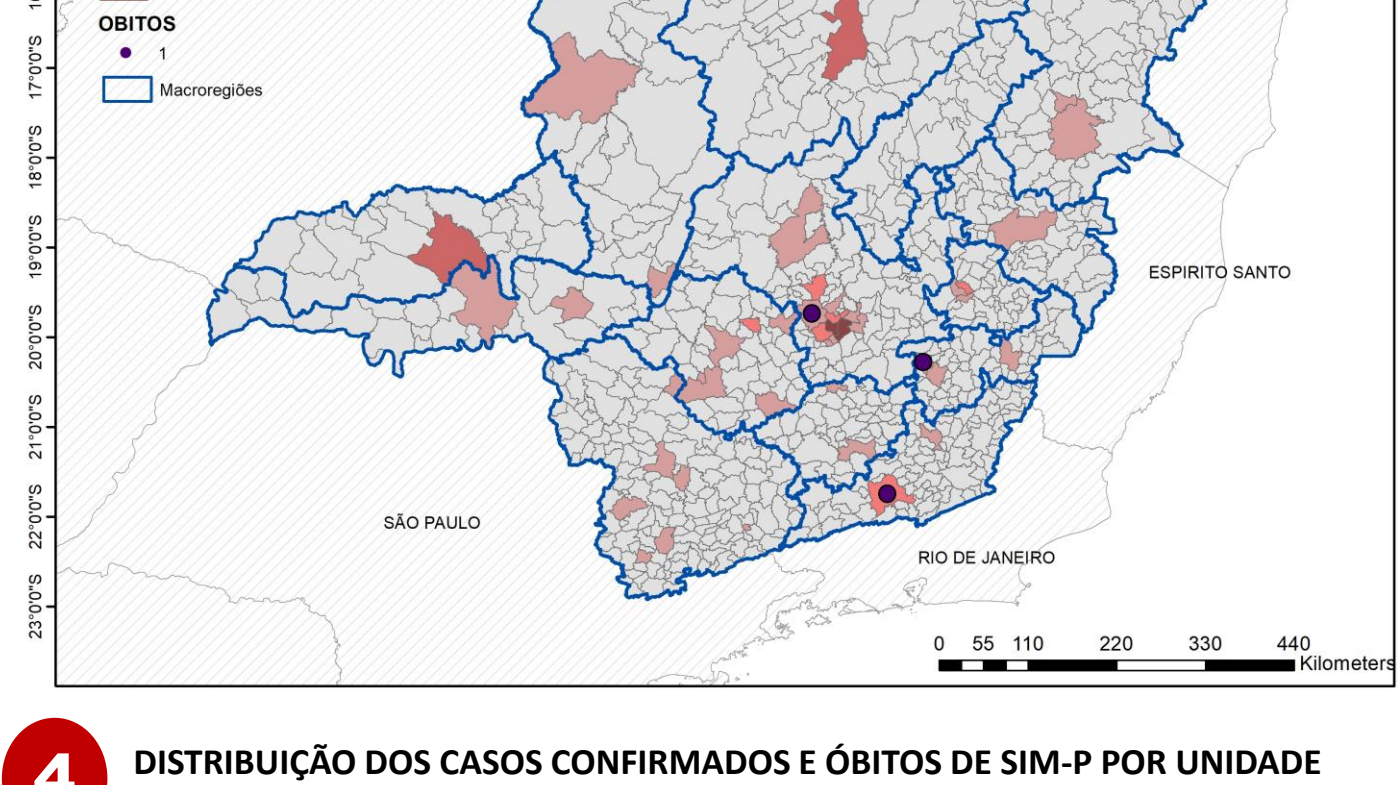 OBITOS
1
Macroregiões
17°0'0"S
18°0'0"S
19°0'0"S
20°0'0"S
21°0'0"S
22°0'0"S
23°0'0"S
ESPIRITO SANTO
SÃO PAULO
RIO DE JANEIRO
0 55 110 220 330 440
Kilometers
4
DISTRIBUIÇÃO DOS CASOS CONFIRMADOS E ÓBITOS DE SIM-P POR UNIDADE